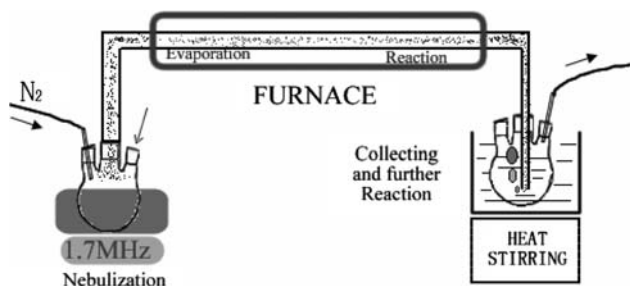 Evaporation
Reaction
N2
FURNACE
Collecting
and further
Reaction
1.7MHz
Nebulization
HEAT
STIRRING